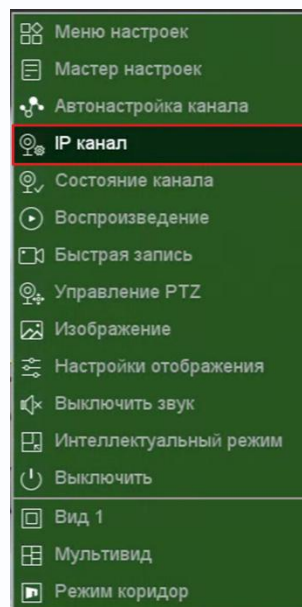 Меню настроек
Мастер настроек
Автонастройка канала
IP канал
Состояние канала
Воспроизведение
Быстрая запись
Управление PTZ
Изображение
Настройки отображения
Выключить звук
Интеллектуальный режим
Выключить
Вид 1
Мультивид
Режим коридор